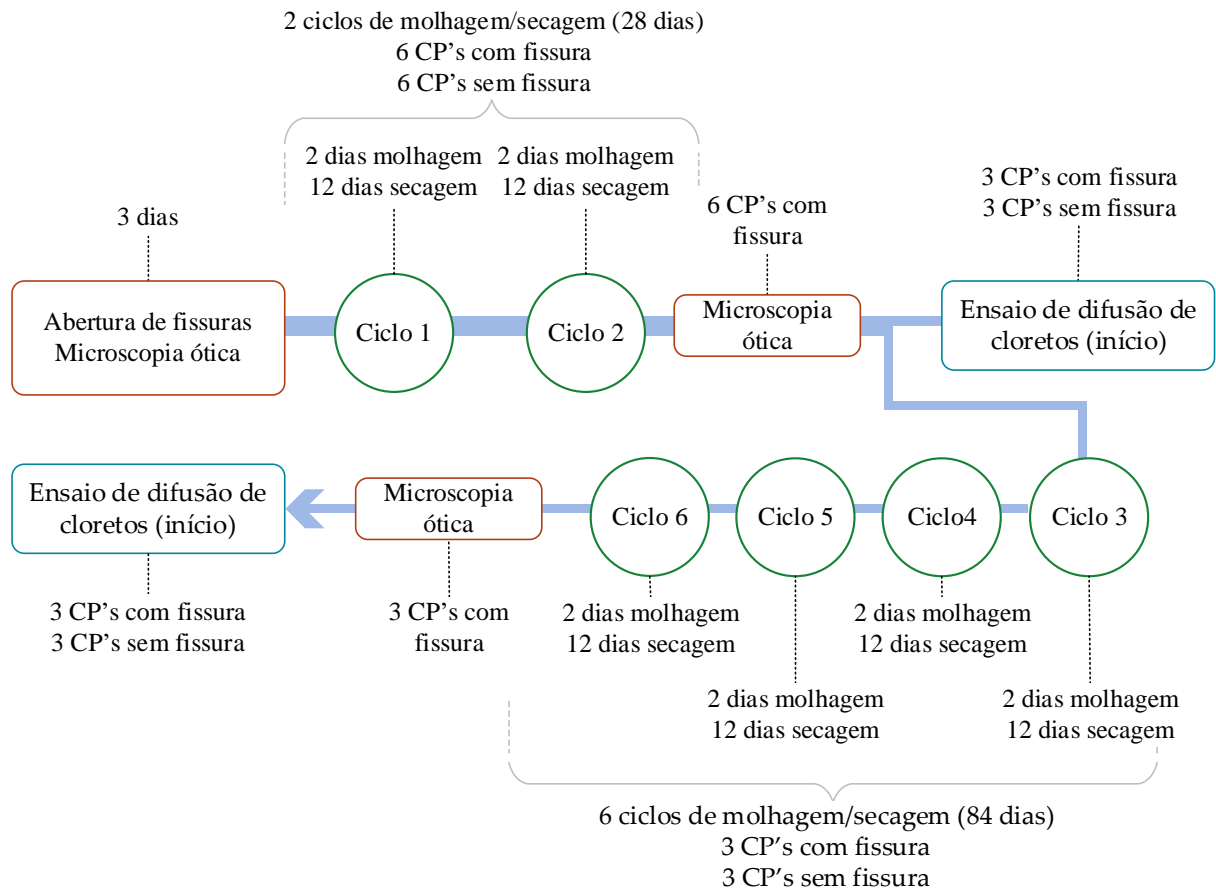 2 ciclos de molhagem/secagem (28 dias)
6 CP's com fissura
6 CP's sem fissura
2 dias molhagem
12 dias secagem
2 dias molhagem
12 dias secagem
3 CP's com fissura
3 CP's sem fissura
3 dias
6 CP's com
fissura
Abertura de fissuras
Microscopia ótica
Ciclo 1
Ciclo 2
Microscopia
ótica
Ensaio de difusão de
cloretos (início)
Ensaio de difusão de
cloretos (início)
Microscopia
ótica
Ciclo 6
Ciclo 5
Ciclo4
Ciclo 3
3 CP's com fissura
3 CP's sem fissura
3 CP's com
fissura
2 dias molhagem
12 dias secagem
2 dias molhagem
12 dias secagem
2 dias molhagem
12 dias secagem
2 dias molhagem
12 dias secagem
6 ciclos de molhagem/secagem (84 dias)
3 CP's com fissura
3 CP's sem fissura